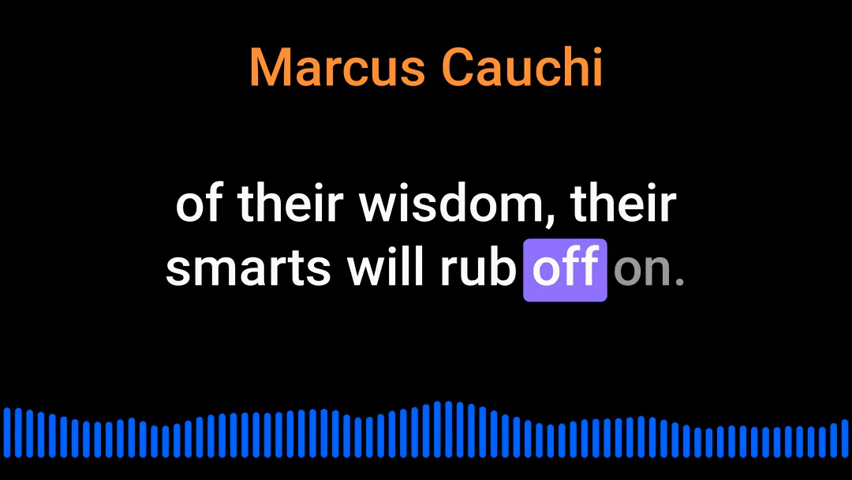 Marcus Cauchi
of their wisdom, their
smarts will rub off on.